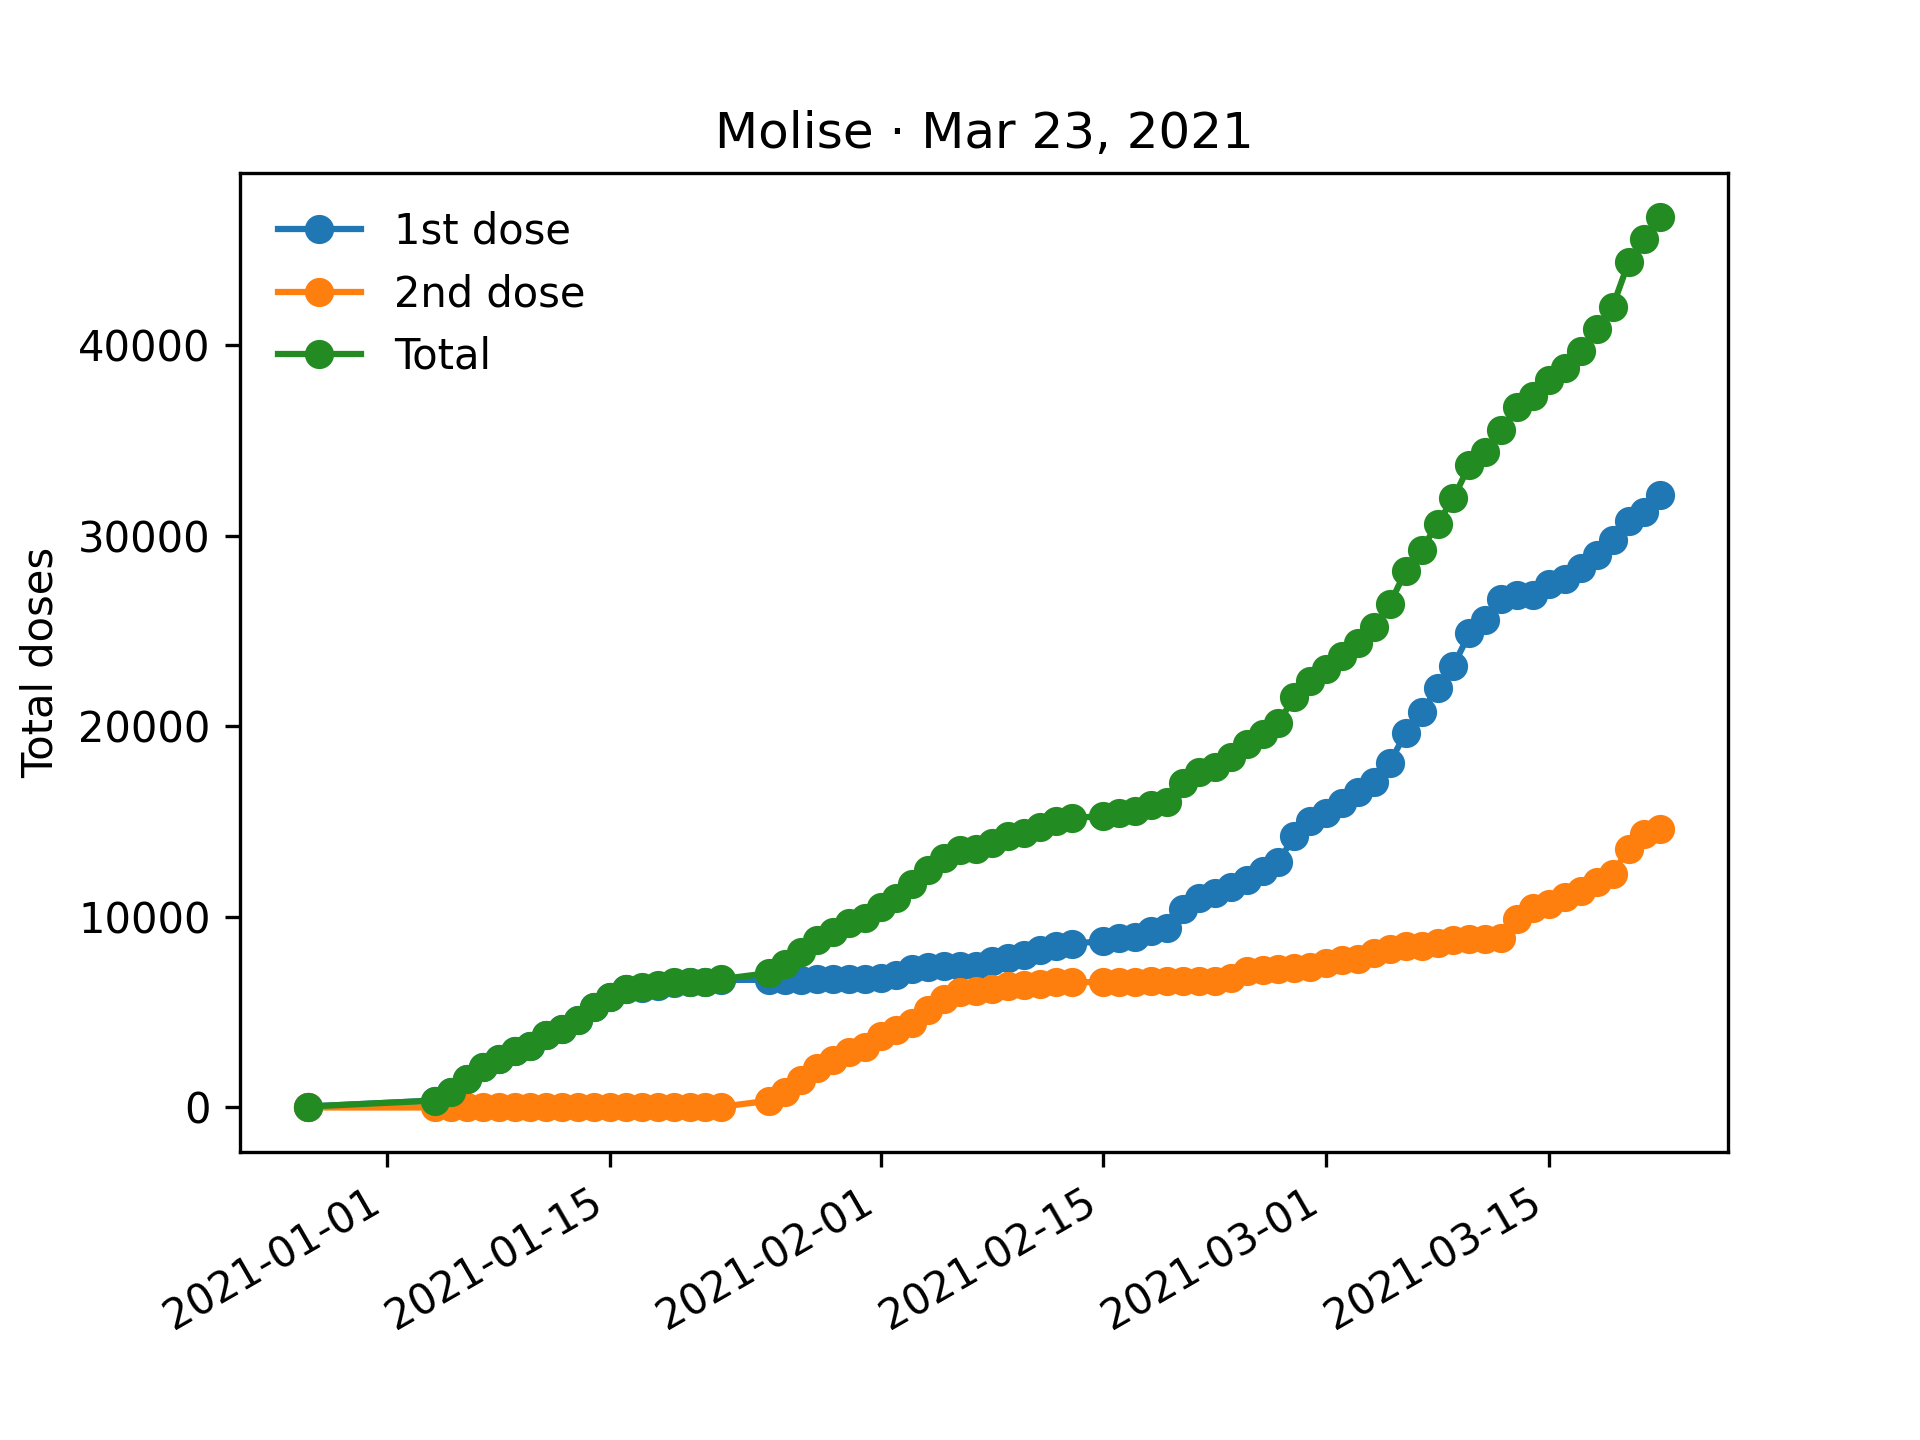 Molise · Mar 23, 2021
1st dose
2nd dose
Total
Total doses
40000
30000
20000
10000
0
2021-01-01
2021-01-15
2021-02-01
2021-02-15
2021-03-01
2021-03-15